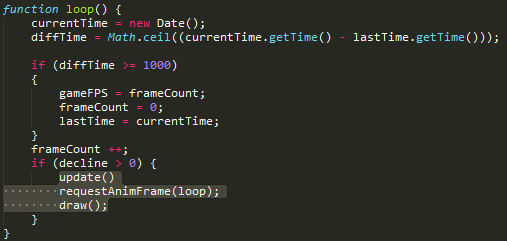 function loop() {
    currentTime = new Date();
    diffTime = Math.ceil((currentTime.getTime() - lastTime.getTime()));

    if (diffTime >= 1000)
    {
        gameFPS = frameCount;
        frameCount = 0;
        lastTime = currentTime;
    }
    frameCount ++;
    if (decline > 0) {
        update()
        requestAnimFrame(loop);
        draw();
    }
}